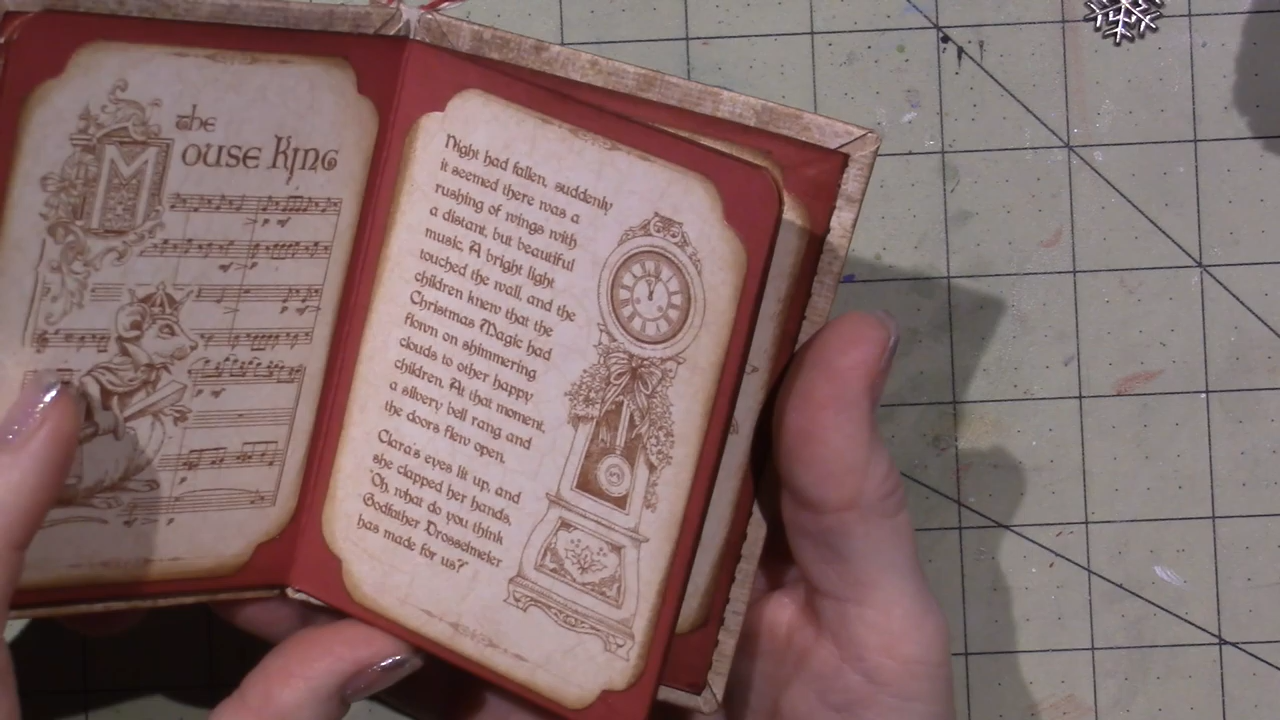 the
Mouse King
Night had fallen, suddenly
it seemed there was a
rushing of wings with
a distant, but beautiful
music. A bright light
touched the wall, and the
children knew that the
Christmas Magic had
flown on shimmering
clouds to other happy
children. At that moment,
a silvery bell rang and
the doors flew open.
Clara's eyes lit up, and
she clapped her hands,
"Oh, what do you think
Godfather Drosselmeier
has made for us?"